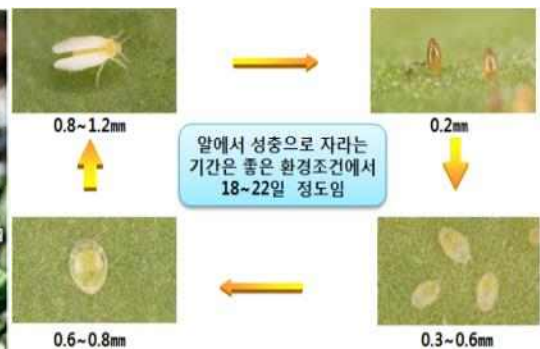 0.8~1.2㎜
0.2㎜
알에서 성충으로 자라는
기간은 좋은 환경조건에서
18~22일 정도임
0.6~0.8㎜
0.3~0.6㎜